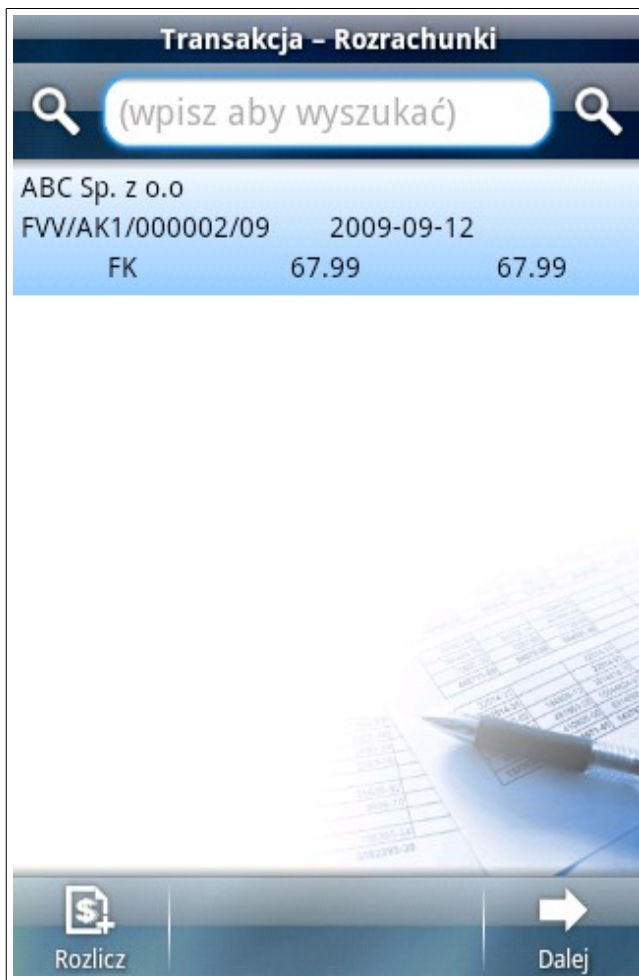 Transakcja – Rozrachunki
(wpisz aby wyszukać)
ABC Sp. z o.o
FVV/AK1/000002/09 2009-09-12
FK 67.99 67.99
Rozlicz Dalej